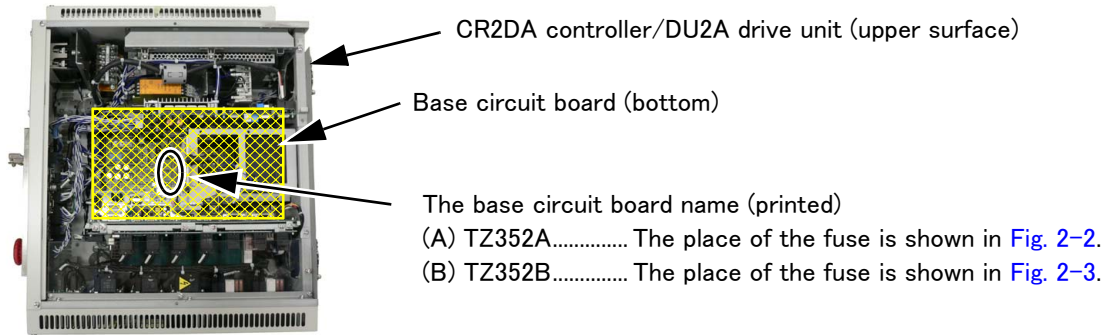 CR2DA controller/DU2A drive unit (upper surface)
Base circuit board (bottom)
The base circuit board name (printed)
(A) TZ352A.............. The place of the fuse is shown in Fig. 2-2.
(B) TZ352B.............. The place of the fuse is shown in Fig. 2-3.